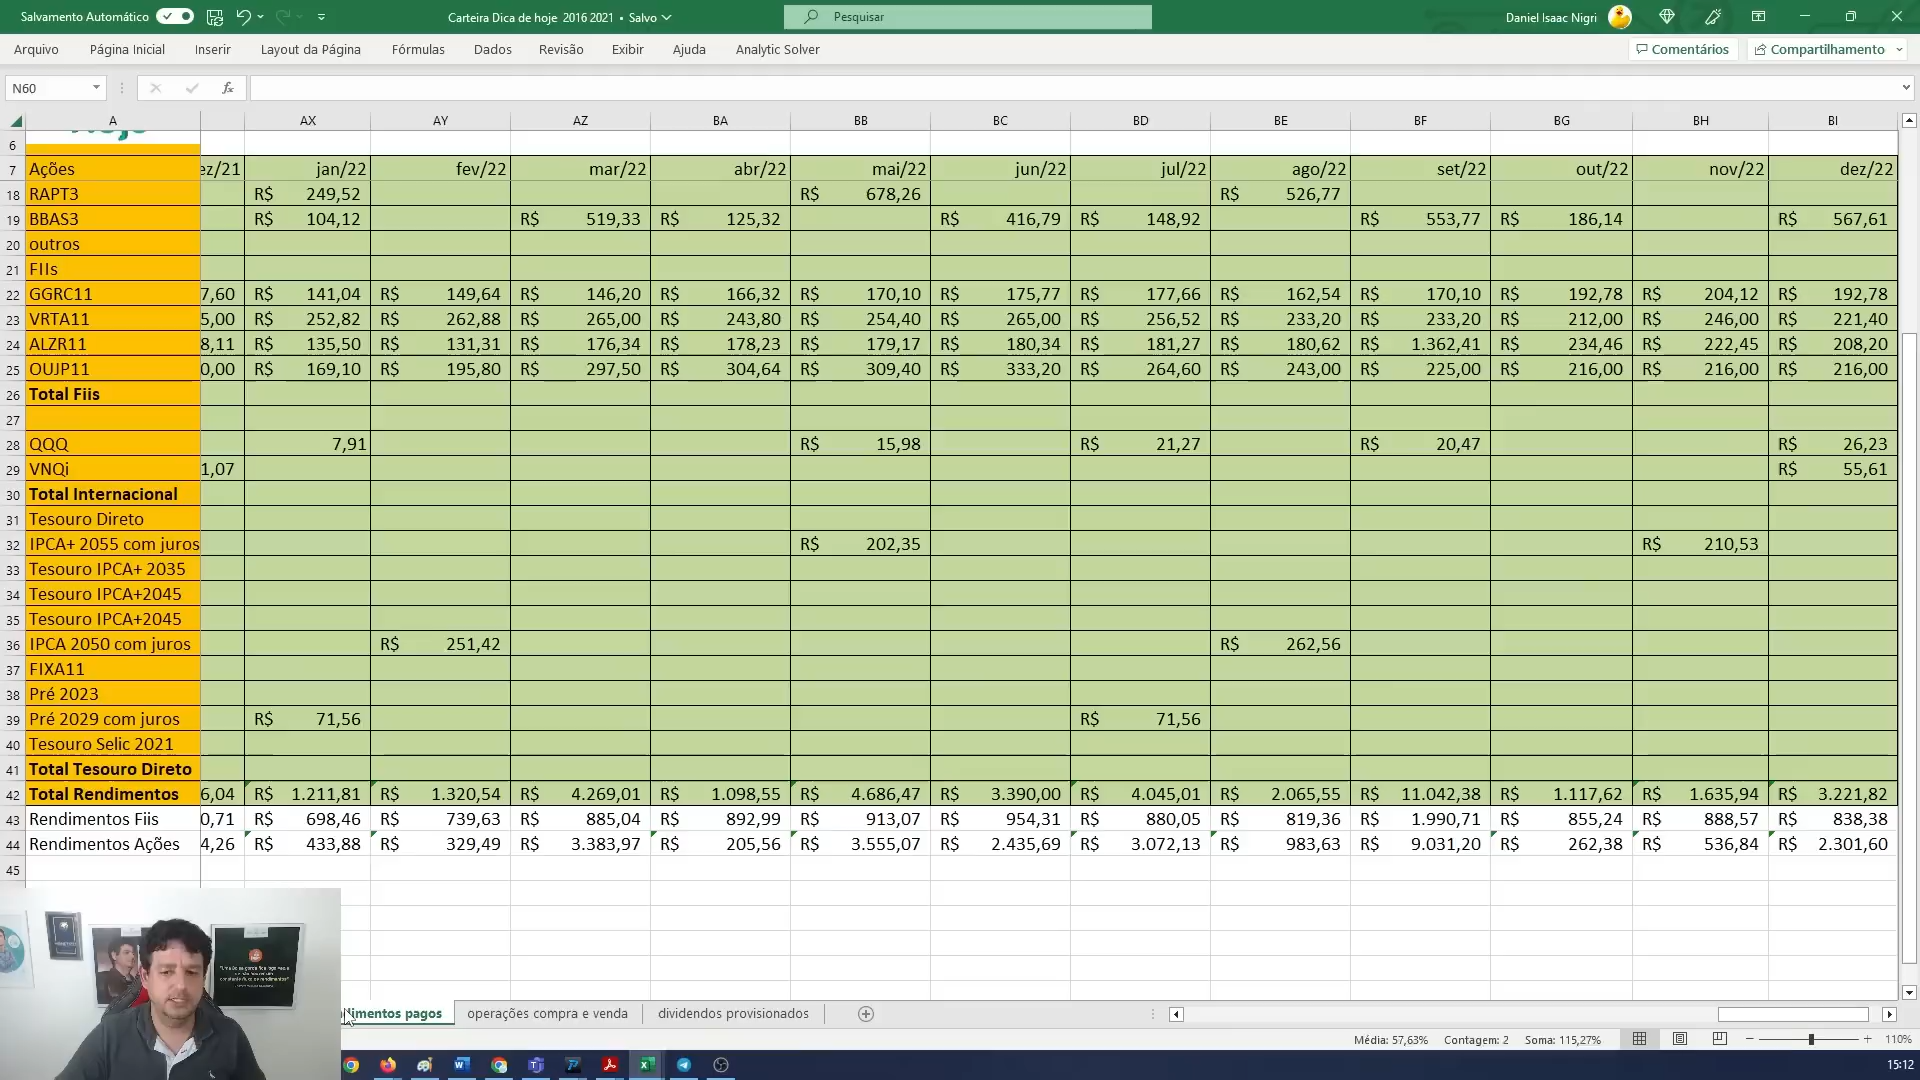 Salvamento Automático
Carteira Dica de hoje 2016 2021 • Salvo
Pesquisar
Daniel Isaac Nigri
Arquivo Página Inicial Inserir Layout da Página Fórmulas Dados Revisão Exibir Ajuda Analytic Solver
Comentários Compartilhamento
N60 fx
A AX AY AZ BA BB BC BD BE BF BG BH BI
6
7 Ações ez/21 jan/22 fev/22 mar/22 abr/22 mai/22 jun/22 jul/22 ago/22 set/22 out/22 nov/22 dez/22
18 RAPT3 R$ 249,52 R$ 678,26 R$ 526,77
19 BBAS3 R$ 104,12 R$ 519,33 R$ 125,32 R$ 416,79 R$ 148,92 R$ 553,77 R$ 186,14 R$ 567,61
20 outros
21 FIIs
22 GGRC11 7,60 R$ 141,04 R$ 149,64 R$ 146,20 R$ 166,32 R$ 170,10 R$ 175,77 R$ 177,66 R$ 162,54 R$ 170,10 R$ 192,78 R$ 204,12 R$ 192,78
23 VRTA11 5,00 R$ 252,82 R$ 262,88 R$ 265,00 R$ 243,80 R$ 254,40 R$ 265,00 R$ 256,52 R$ 233,20 R$ 233,20 R$ 212,00 R$ 246,00 R$ 221,40
24 ALZR11 8,11 R$ 135,50 R$ 131,31 R$ 176,34 R$ 178,23 R$ 179,17 R$ 180,34 R$ 181,27 R$ 180,62 R$ 1.362,41 R$ 234,46 R$ 222,45 R$ 208,20
25 OUJP11 0,00 R$ 169,10 R$ 195,80 R$ 297,50 R$ 304,64 R$ 309,40 R$ 333,20 R$ 264,60 R$ 243,00 R$ 225,00 R$ 216,00 R$ 216,00 R$ 216,00
26 Total Fiis
27
28 QQQ 7,91 R$ 15,98 R$ 21,27 R$ 20,47 R$ 26,23
29 VNQi 1,07 R$ 55,61
30 Total Internacional
31 Tesouro Direto
32 IPCA+ 2055 com juros R$ 202,35 R$ 210,53
33 Tesouro IPCA+ 2035
34 Tesouro IPCA+2045
35 Tesouro IPCA+2045
36 IPCA 2050 com juros R$ 251,42 R$ 262,56
37 FIXA11
38 Pré 2023
39 Pré 2029 com juros R$ 71,56 R$ 71,56
40 Tesouro Selic 2021
41 Total Tesouro Direto
42 Total Rendimentos 6,04 R$ 1.211,81 R$ 1.320,54 R$ 4.269,01 R$ 1.098,55 R$ 4.686,47 R$ 3.390,00 R$ 4.045,01 R$ 2.065,55 R$ 11.042,38 R$ 1.117,62 R$ 1.635,94 R$ 3.221,82
43 Rendimentos Fiis 0,71 R$ 698,46 R$ 739,63 R$ 885,04 R$ 892,99 R$ 913,07 R$ 954,31 R$ 880,05 R$ 819,36 R$ 1.990,71 R$ 855,24 R$ 888,57 R$ 838,38
44 Rendimentos Ações 4,26 R$ 433,88 R$ 329,49 R$ 3.383,97 R$ 205,56 R$ 3.555,07 R$ 2.435,69 R$ 3.072,13 R$ 983,63 R$ 9.031,20 R$ 262,38 R$ 536,84 R$ 2.301,60
45
dimentos pagos operações compra e venda dividendos provisionados
Média: 57,63% Contagem: 2 Soma: 115,27% 110%
15:12